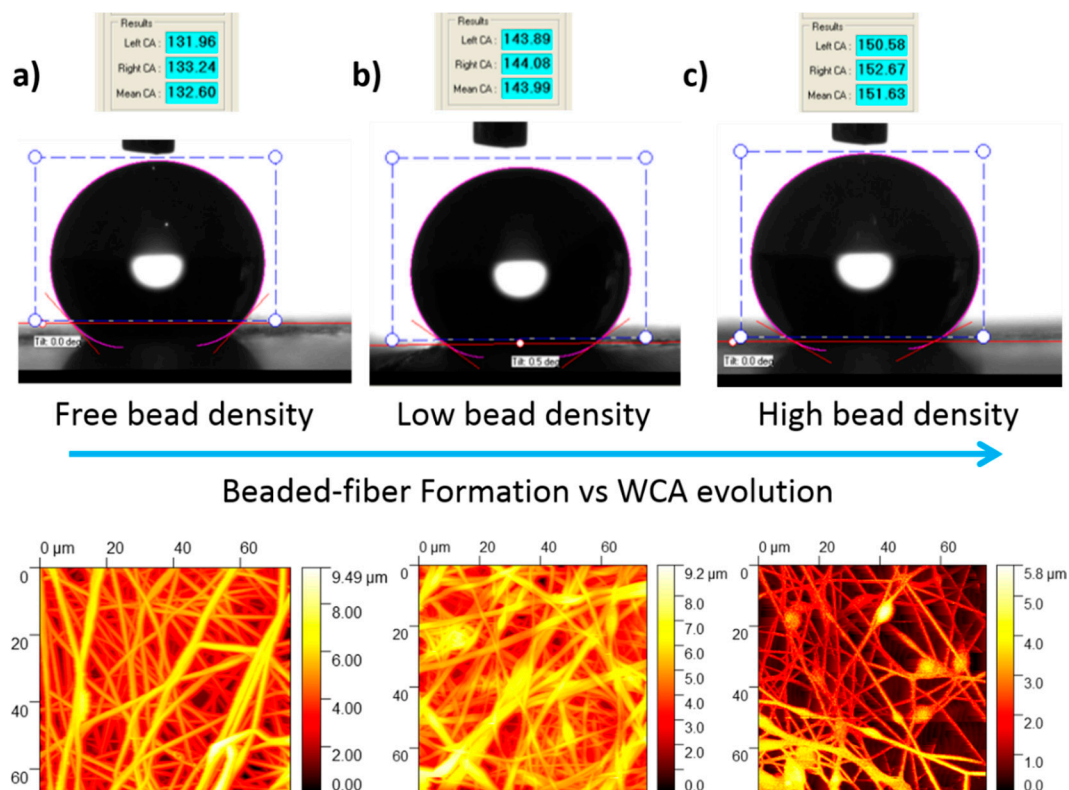 Results
Left CA : 131.96
Right CA : 133.24
Mean CA : 132.60
a)
Results
Left CA : 143.89
Right CA : 144.08
Mean CA : 143.99
b)
Results
Left CA : 150.58
Right CA : 152.67
Mean CA : 151.63
c)
Tilt: 0.0 deg
Tilt: 0.5 deg
Tilt: 0.0 deg
Free bead density
Low bead density
High bead density
Beaded-fiber Formation vs WCA evolution
0 µm 20 40 60
0
20
40
60
9.49 µm
8.00
6.00
4.00
2.00
0.00
0 µm 20 40 60
0
20
40
60
9.2 µm
8.0
7.0
6.0
5.0
4.0
3.0
2.0
0.0
0 µm 20 40 60
0
20
40
60
5.8 µm
5.0
4.0
3.0
2.0
1.0
0.0